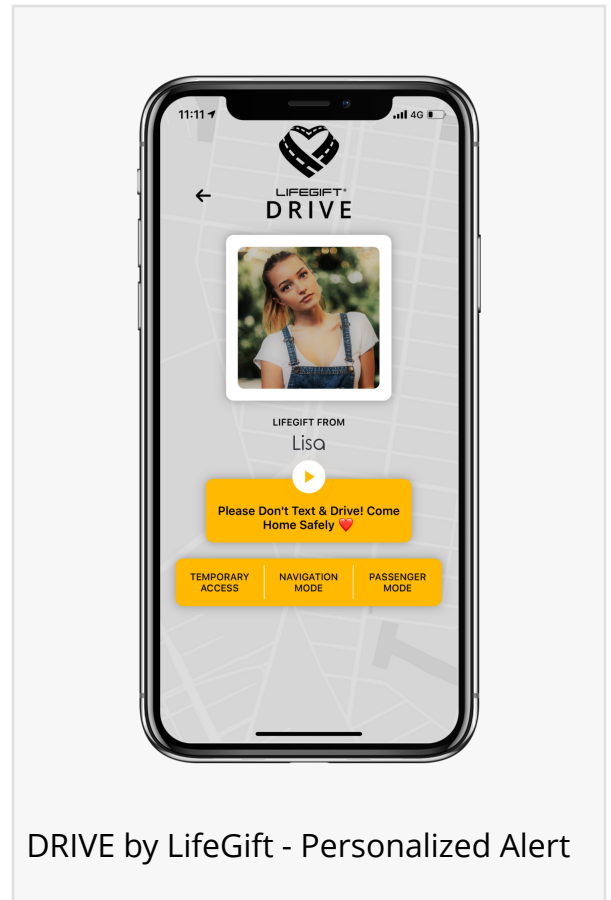 11:11
4G
LIFEGIFT®
DRIVE
LIFEGIFT FROM
Lisa
Please Don't Text & Drive! Come
Home Safely ❤️
TEMPORARY
ACCESS
NAVIGATION
MODE
PASSENGER
MODE
DRIVE by LifeGift - Personalized Alert